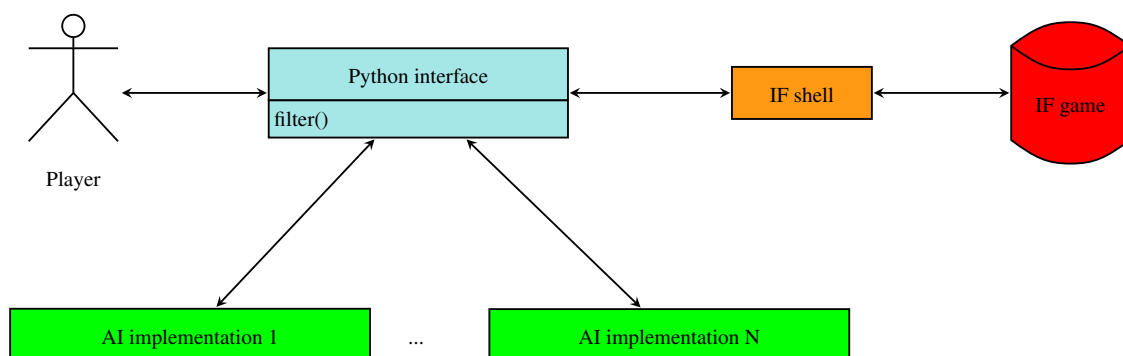 Python interface
IF shell
IF game
filter()
Player
AI implementation 1
...
AI implementation N